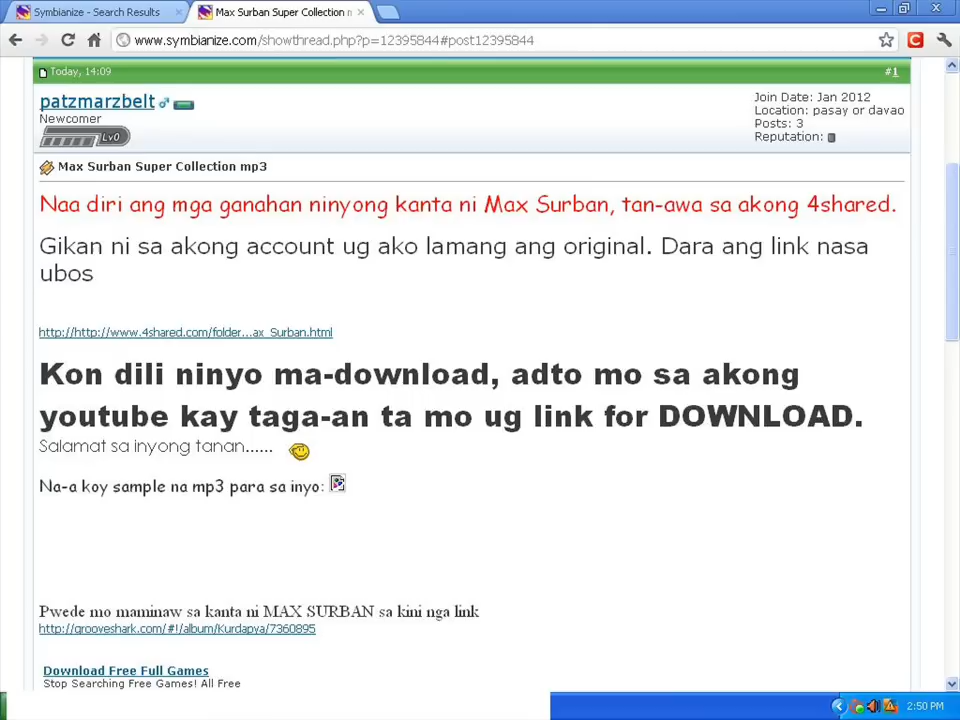 Symbianize - Search Results
Max Surban Super Collection n
www.symbianize.com/showthread.php?p=12395844#post12395844
Today, 14:09
#1
patzmarzbelt
Newcomer
Lv0
Join Date: Jan 2012
Location: pasay or davao
Posts: 3
Reputation:
Max Surban Super Collection mp3
Naa diri ang mga ganahan ninyong kanta ni Max Surban, tan-awa sa akong 4shared.
Gikan ni sa akong account ug ako lamang ang original. Dara ang link nasa
ubos
http://http://www.4shared.com/folder...ax_Surban.html
Kon dili ninyo ma-download, adto mo sa akong
youtube kay taga-an ta mo ug link for DOWNLOAD.
Salamat sa inyong tanan......
Na-a koy sample na mp3 para sa inyo:
Pwede mo maminaw sa kanta ni MAX SURBAN sa kini nga link
http://grooveshark.com/#!/album/Kurdapya/7360895
Download Free Full Games
Stop Searching Free Games! All Free
2:50 PM